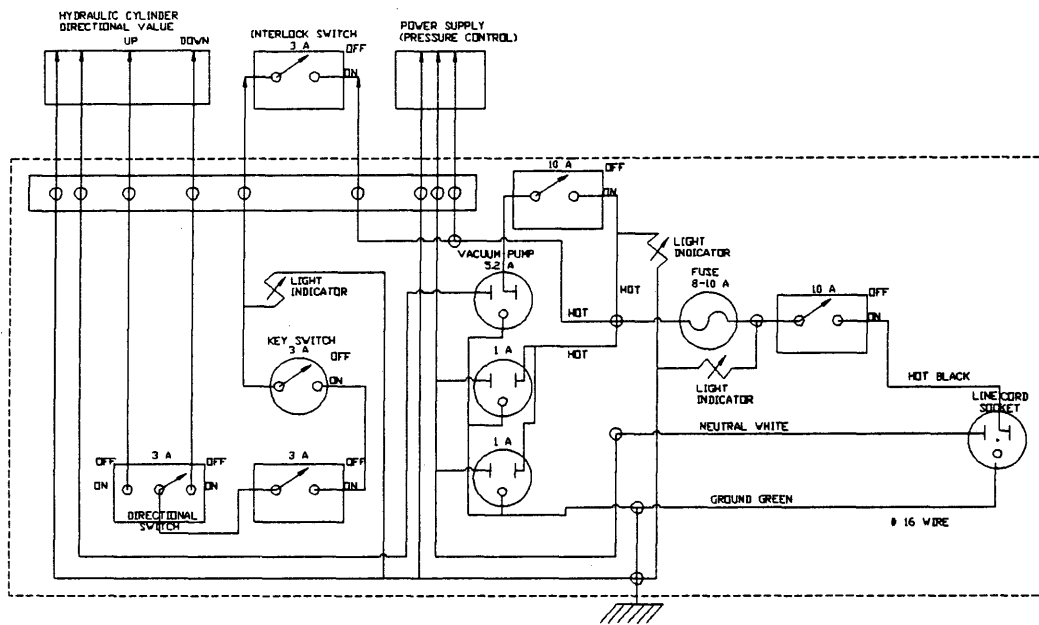 HYDRAULIC CYLINDER
DIRECTIONAL VALUE
UP DOWN
INTERLOCK SWITCH
3 A OFF
ON
POWER SUPPLY
(PRESSURE CONTROL)
10 A OFF
ON
VACUUM PUMP
5.2 A
LIGHT
INDICATOR
LIGHT
INDICATOR
FUSE
8-10 A
10 A OFF
ON
HOT
HOT
HOT
1 A
KEY SWITCH
3 A OFF
ON
LIGHT
INDICATOR
HOT BLACK
LINE CORD
SOCKET
NEUTRAL WHITE
1 A
OFF 3 A OFF
ON ON
DIRECTIONAL
SWITCH
3 A OFF
ON
GROUND GREEN
# 16 WIRE